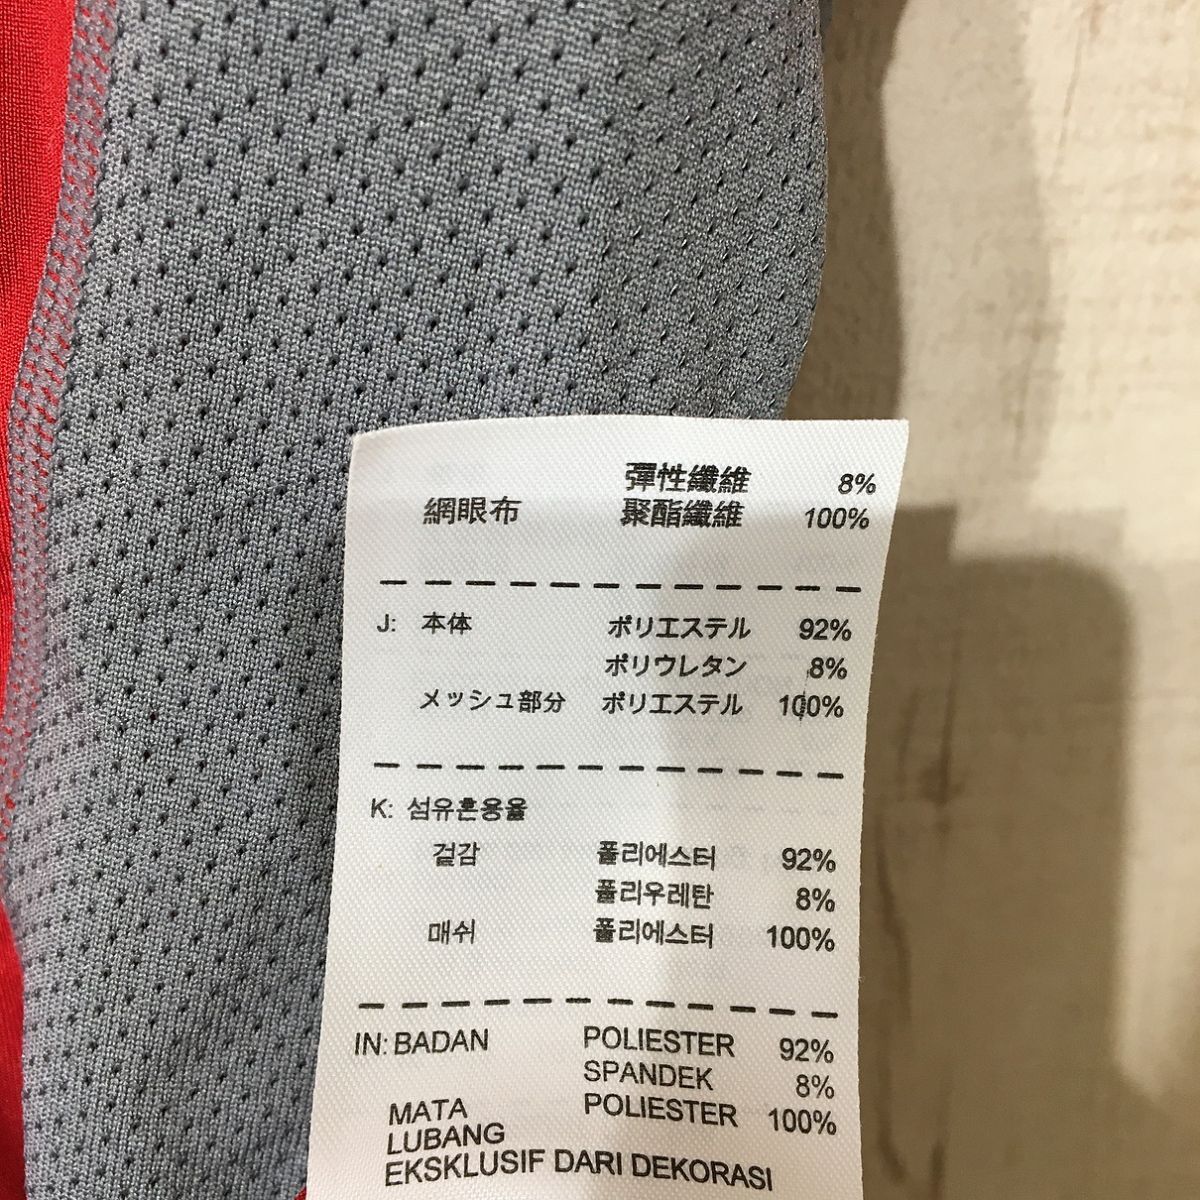 彈性纖維 8%
網眼布 聚酯纖維 100%
J: 本体 ポリエステル 92%
ポリウレタン 8%
メッシュ部分 ポリエステル 100%
K: 섬유혼용율
겉감 폴리에스터 92%
폴리우레탄 8%
매쉬 폴리에스터 100%
IN: BADAN POLIESTER 92%
SPANDEK 8%
MATA POLIESTER 100%
LUBANG
EKSKLUSIF DARI DEKORASI